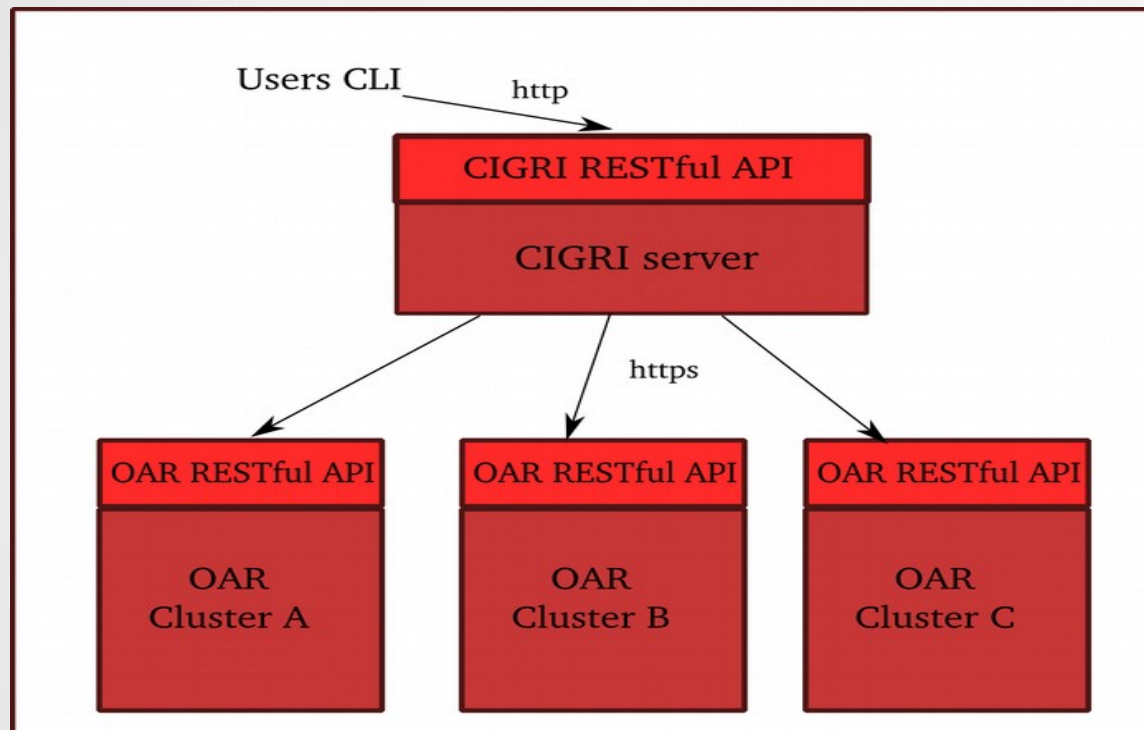 Users CLI
http
CIGRI RESTful API
CIGRI server
https
OAR RESTful API
OAR RESTful API
OAR RESTful API
OAR
Cluster A
OAR
Cluster B
OAR
Cluster C